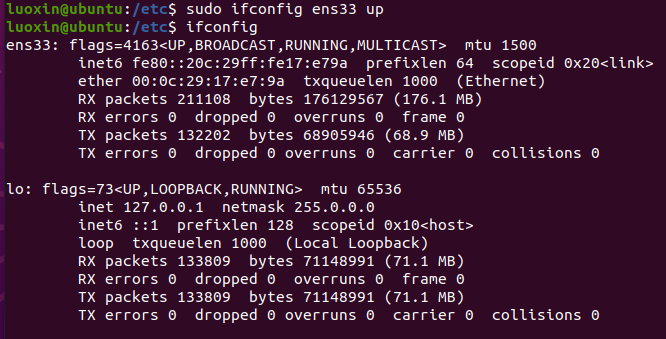 luoxin@ubuntu:/etc$ sudo ifconfig ens33 up
luoxin@ubuntu:/etc$ ifconfig
ens33: flags=4163<UP,BROADCAST,RUNNING,MULTICAST>  mtu 1500
        inet6 fe80::20c:29ff:fe17:e79a  prefixlen 64  scopeid 0x20<link>
        ether 00:0c:29:17:e7:9a  txqueuelen 1000  (Ethernet)
        RX packets 211108  bytes 176129567 (176.1 MB)
        RX errors 0  dropped 0  overruns 0  frame 0
        TX packets 132202  bytes 68905946 (68.9 MB)
        TX errors 0  dropped 0 overruns 0  carrier 0  collisions 0

lo: flags=73<UP,LOOPBACK,RUNNING>  mtu 65536
        inet 127.0.0.1  netmask 255.0.0.0
        inet6 ::1  prefixlen 128  scopeid 0x10<host>
        loop  txqueuelen 1000  (Local Loopback)
        RX packets 133809  bytes 71148991 (71.1 MB)
        RX errors 0  dropped 0  overruns 0  frame 0
        TX packets 133809  bytes 71148991 (71.1 MB)
        TX errors 0  dropped 0 overruns 0  carrier 0  collisions 0